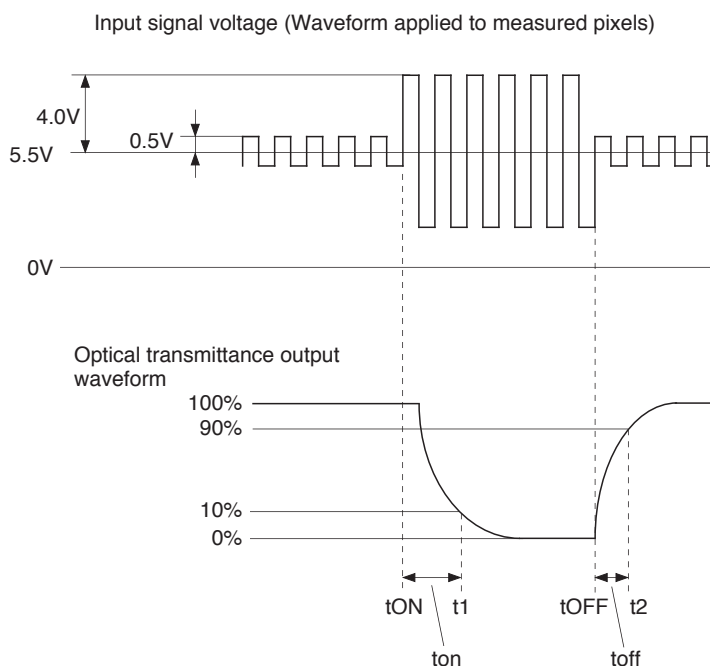 Input signal voltage (Waveform applied to measured pixels)
4.0V
0.5V
5.5V
0V
Optical transmittance output
waveform
100%
90%
10%
0%
tON t1 tOFF t2
ton toff